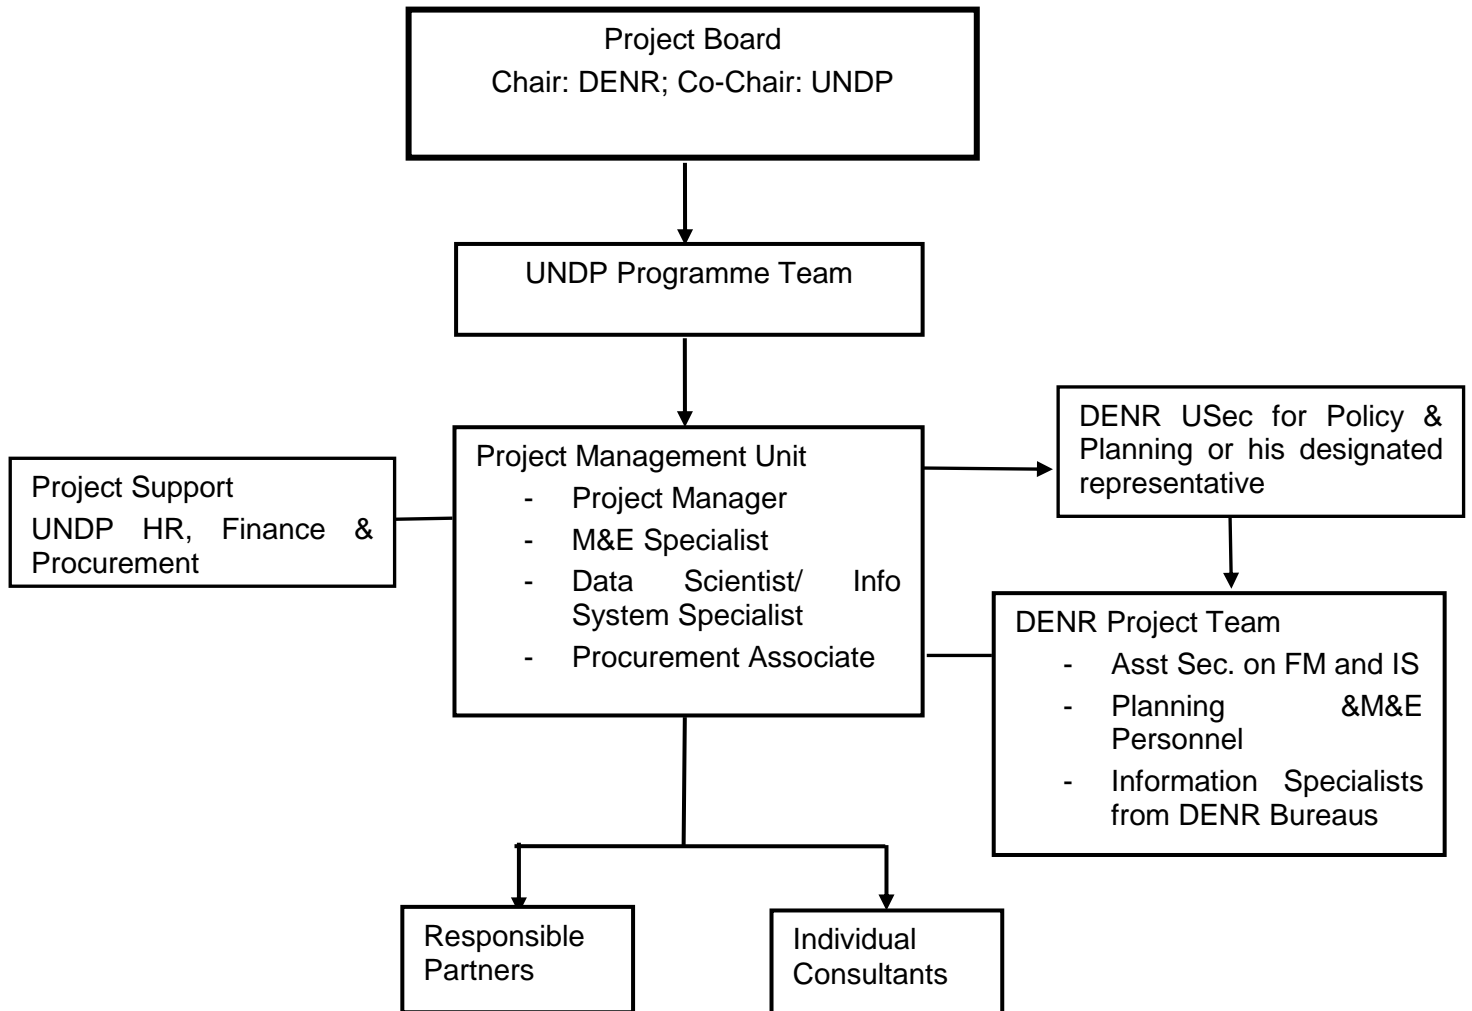 Project Board
Chair: DENR; Co-Chair: UNDP
UNDP Programme Team
DENR USec for Policy &
Planning or his designated
representative
Project Management Unit
- Project Manager
- M&E Specialist
- Data Scientist/ Info
System Specialist
- Procurement Associate
Project Support
UNDP HR, Finance &
Procurement
DENR Project Team
- Asst Sec. on FM and IS
- Planning &M&E
Personnel
- Information Specialists
from DENR Bureaus
Responsible
Partners
Individual
Consultants